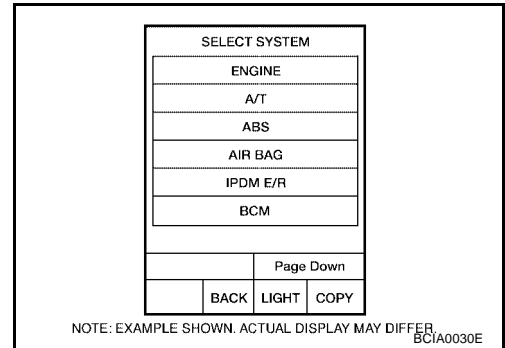 SELECT SYSTEM
ENGINE
A/T
ABS
AIR BAG
IPDM E/R
BCM
Page Down
BACK LIGHT COPY
NOTE: EXAMPLE SHOWN. ACTUAL DISPLAY MAY DIFFER.
BCIA0030E